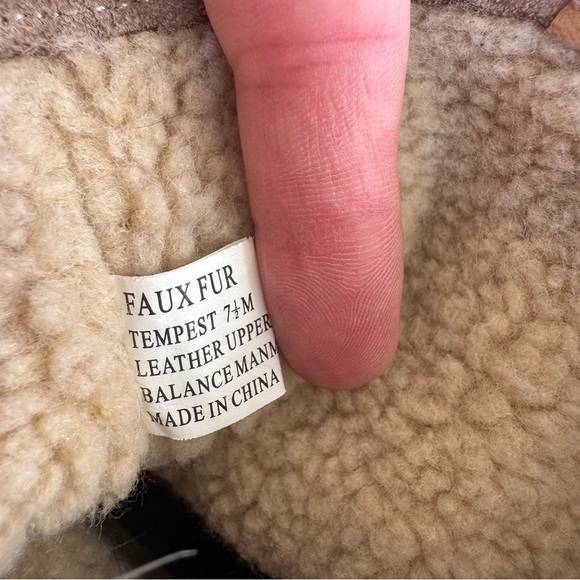 FAUX FUR
TEMPEST 7½M
LEATHER UPPER
BALANCE MANM
MADE IN CHINA